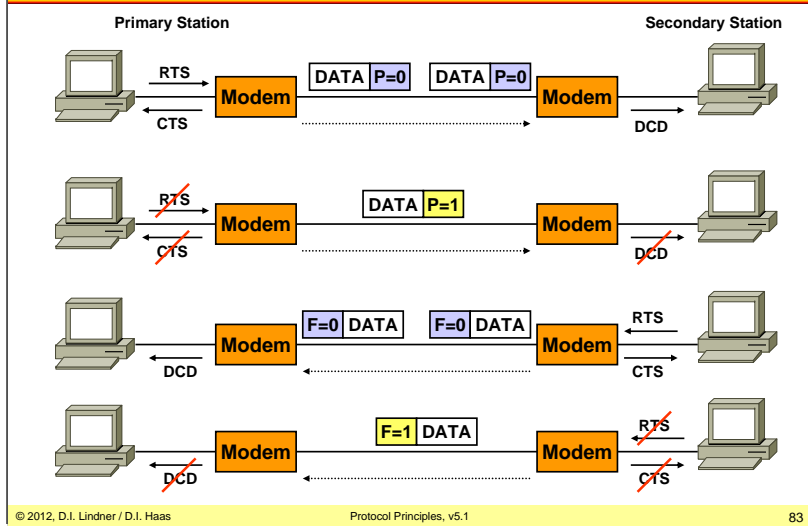 Primary Station Secondary Station
RTS DATA P=0 DATA P=0
Modem Modem
CTS DCD
RTS DATA P=1
Modem Modem
CTS DCD
F=0 DATA F=0 DATA RTS
Modem Modem
DCD CTS
F=1 DATA RTS
Modem Modem
DCD CTS
© 2012, D.I. Lindner / D.I. Haas Protocol Principles, v5.1 83